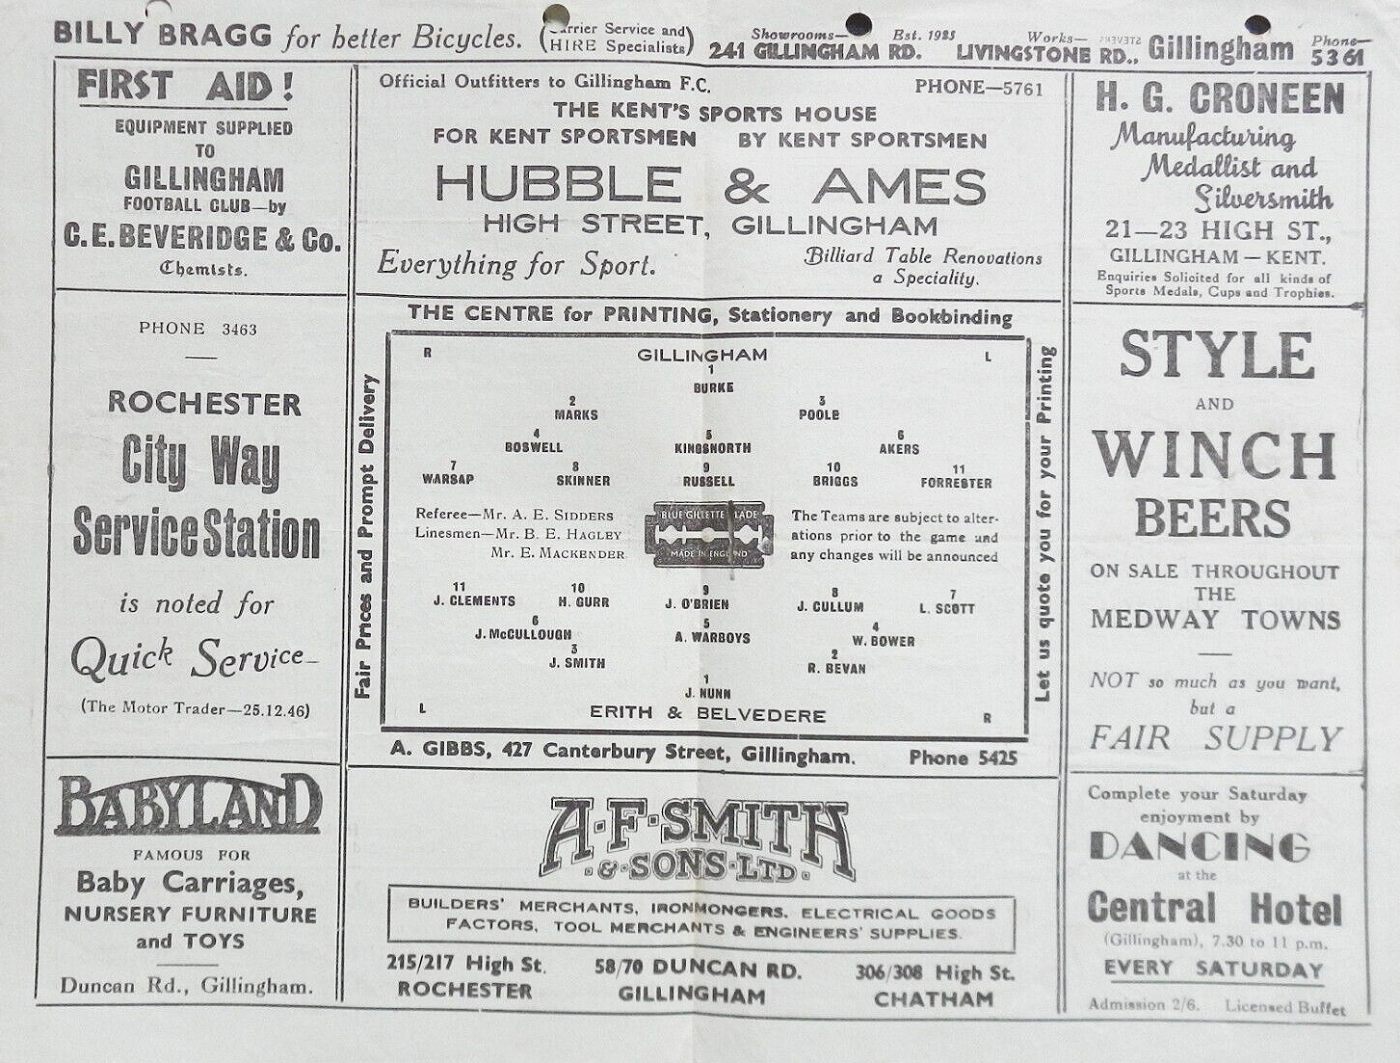 BILLY BRAGG for better Bicycles.
(Carrier Service and
HIRE Specialists)
Showrooms— Est. 1925
241 GILLINGHAM RD.
Works—
LIVINGSTONE RD., Gillingham
Phone—
5361
FIRST AID!
EQUIPMENT SUPPLIED
TO
GILLINGHAM
FOOTBALL CLUB—by
C. E. BEVERIDGE & Co.
Chemists.
Official Outfitters to Gillingham F.C. PHONE—5761
THE KENT'S SPORTS HOUSE
FOR KENT SPORTSMEN BY KENT SPORTSMEN
HUBBLE & AMES
HIGH STREET, GILLINGHAM
Everything for Sport.
Billiard Table Renovations
a Speciality.
H. G. CRONEEN
Manufacturing
Medallist and
Silversmith
21—23 HIGH ST.,
GILLINGHAM — KENT.
Enquiries Solicited for all kinds of
Sports Medals, Cups and Trophies.
PHONE 3463
ROCHESTER
City Way
Service Station
is noted for
Quick Service—
(The Motor Trader—25.12.46)
THE CENTRE for PRINTING, Stationery and Bookbinding
Fair Prices and Prompt Delivery
R GILLINGHAM L
1
BURKE
2 3
MARKS POOLE
4 5 6
BOSWELL KINGSNORTH AKERS
7 8 9 10 11
WARSAP SKINNER RUSSELL BRIGGS FORRESTER
Referee—Mr. A. E. SIDDERS
Linesmen—Mr. B. E. HAGLEY
Mr. E. MACKENDER
BLUE GILLETTE BLADE
MADE IN ENGLAND
The Teams are subject to alter-
ations prior to the game and
any changes will be announced
11 10 9 8 7
J. CLEMENTS H. GURR J. O'BRIEN J. CULLUM L. SCOTT
6 5 4
J. McCULLOUGH A. WARBOYS W. BOWER
3 2
J. SMITH R. BEVAN
1
J. NUNN
L ERITH & BELVEDERE R
Let us quote you for your Printing
A. GIBBS, 427 Canterbury Street, Gillingham. Phone 5425
STYLE
AND
WINCH
BEERS
ON SALE THROUGHOUT
THE
MEDWAY TOWNS
NOT so much as you want,
but a
FAIR SUPPLY
BABYLAND
FAMOUS FOR
Baby Carriages,
NURSERY FURNITURE
and TOYS
Duncan Rd., Gillingham.
A·F·SMITH
·&·SONS·LTD·
BUILDERS' MERCHANTS, IRONMONGERS, ELECTRICAL GOODS
FACTORS, TOOL MERCHANTS & ENGINEERS' SUPPLIES.
215/217 High St.
ROCHESTER
58/70 DUNCAN RD.
GILLINGHAM
306/308 High St.
CHATHAM
Complete your Saturday
enjoyment by
DANCING
at the
Central Hotel
(Gillingham), 7.30 to 11 p.m.
EVERY SATURDAY
Admission 2/6. Licensed Buffet